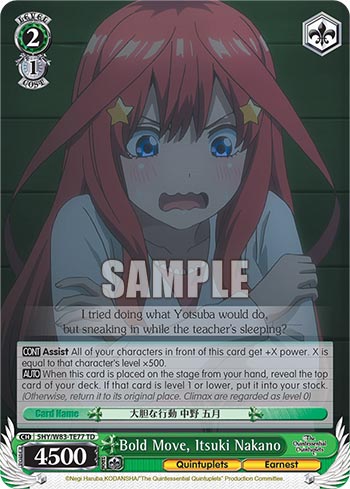 LEVEL
2
1
COST
SAMPLE
I tried doing what Yotsuba would do,
but sneaking in while the teacher's sleeping?
CONT Assist All of your characters in front of this card get +X power. X is
equal to that character's level ×500.
AUTO When this card is placed on the stage from your hand, reveal the top
card of your deck. If that card is level 1 or lower, put it into your stock.
(Otherwise, return it to its original place. Climax are regarded as level 0)
Card Name 大胆な行動 中野 五月
CD 5HY/W83-TE77 TD
Bold Move, Itsuki Nakano
The Quintessential Quintuplets
POWER 4500
Quintuplets Earnest
©Negi Haruba,KODANSHA/"The Quintessential Quintuplets" Production Committee.